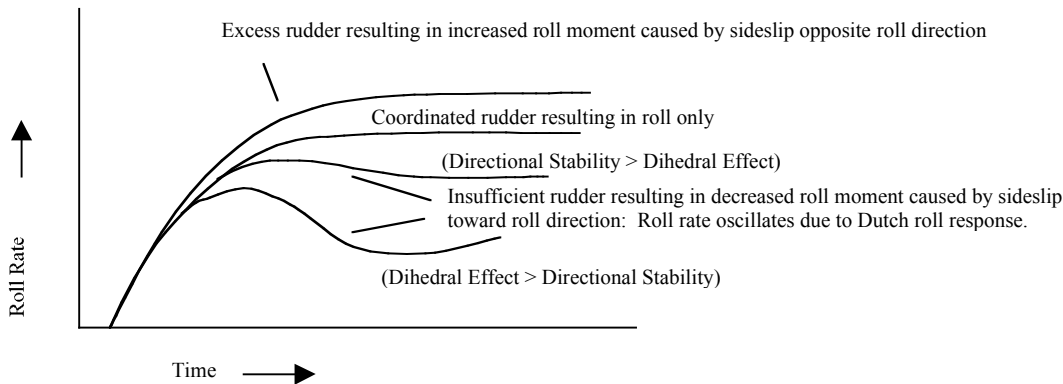 Excess rudder resulting in increased roll moment caused by sideslip opposite roll direction
Coordinated rudder resulting in roll only
(Directional Stability > Dihedral Effect)
Insufficient rudder resulting in decreased roll moment caused by sideslip
toward roll direction: Roll rate oscillates due to Dutch roll response.
(Dihedral Effect > Directional Stability)
Roll Rate
Time